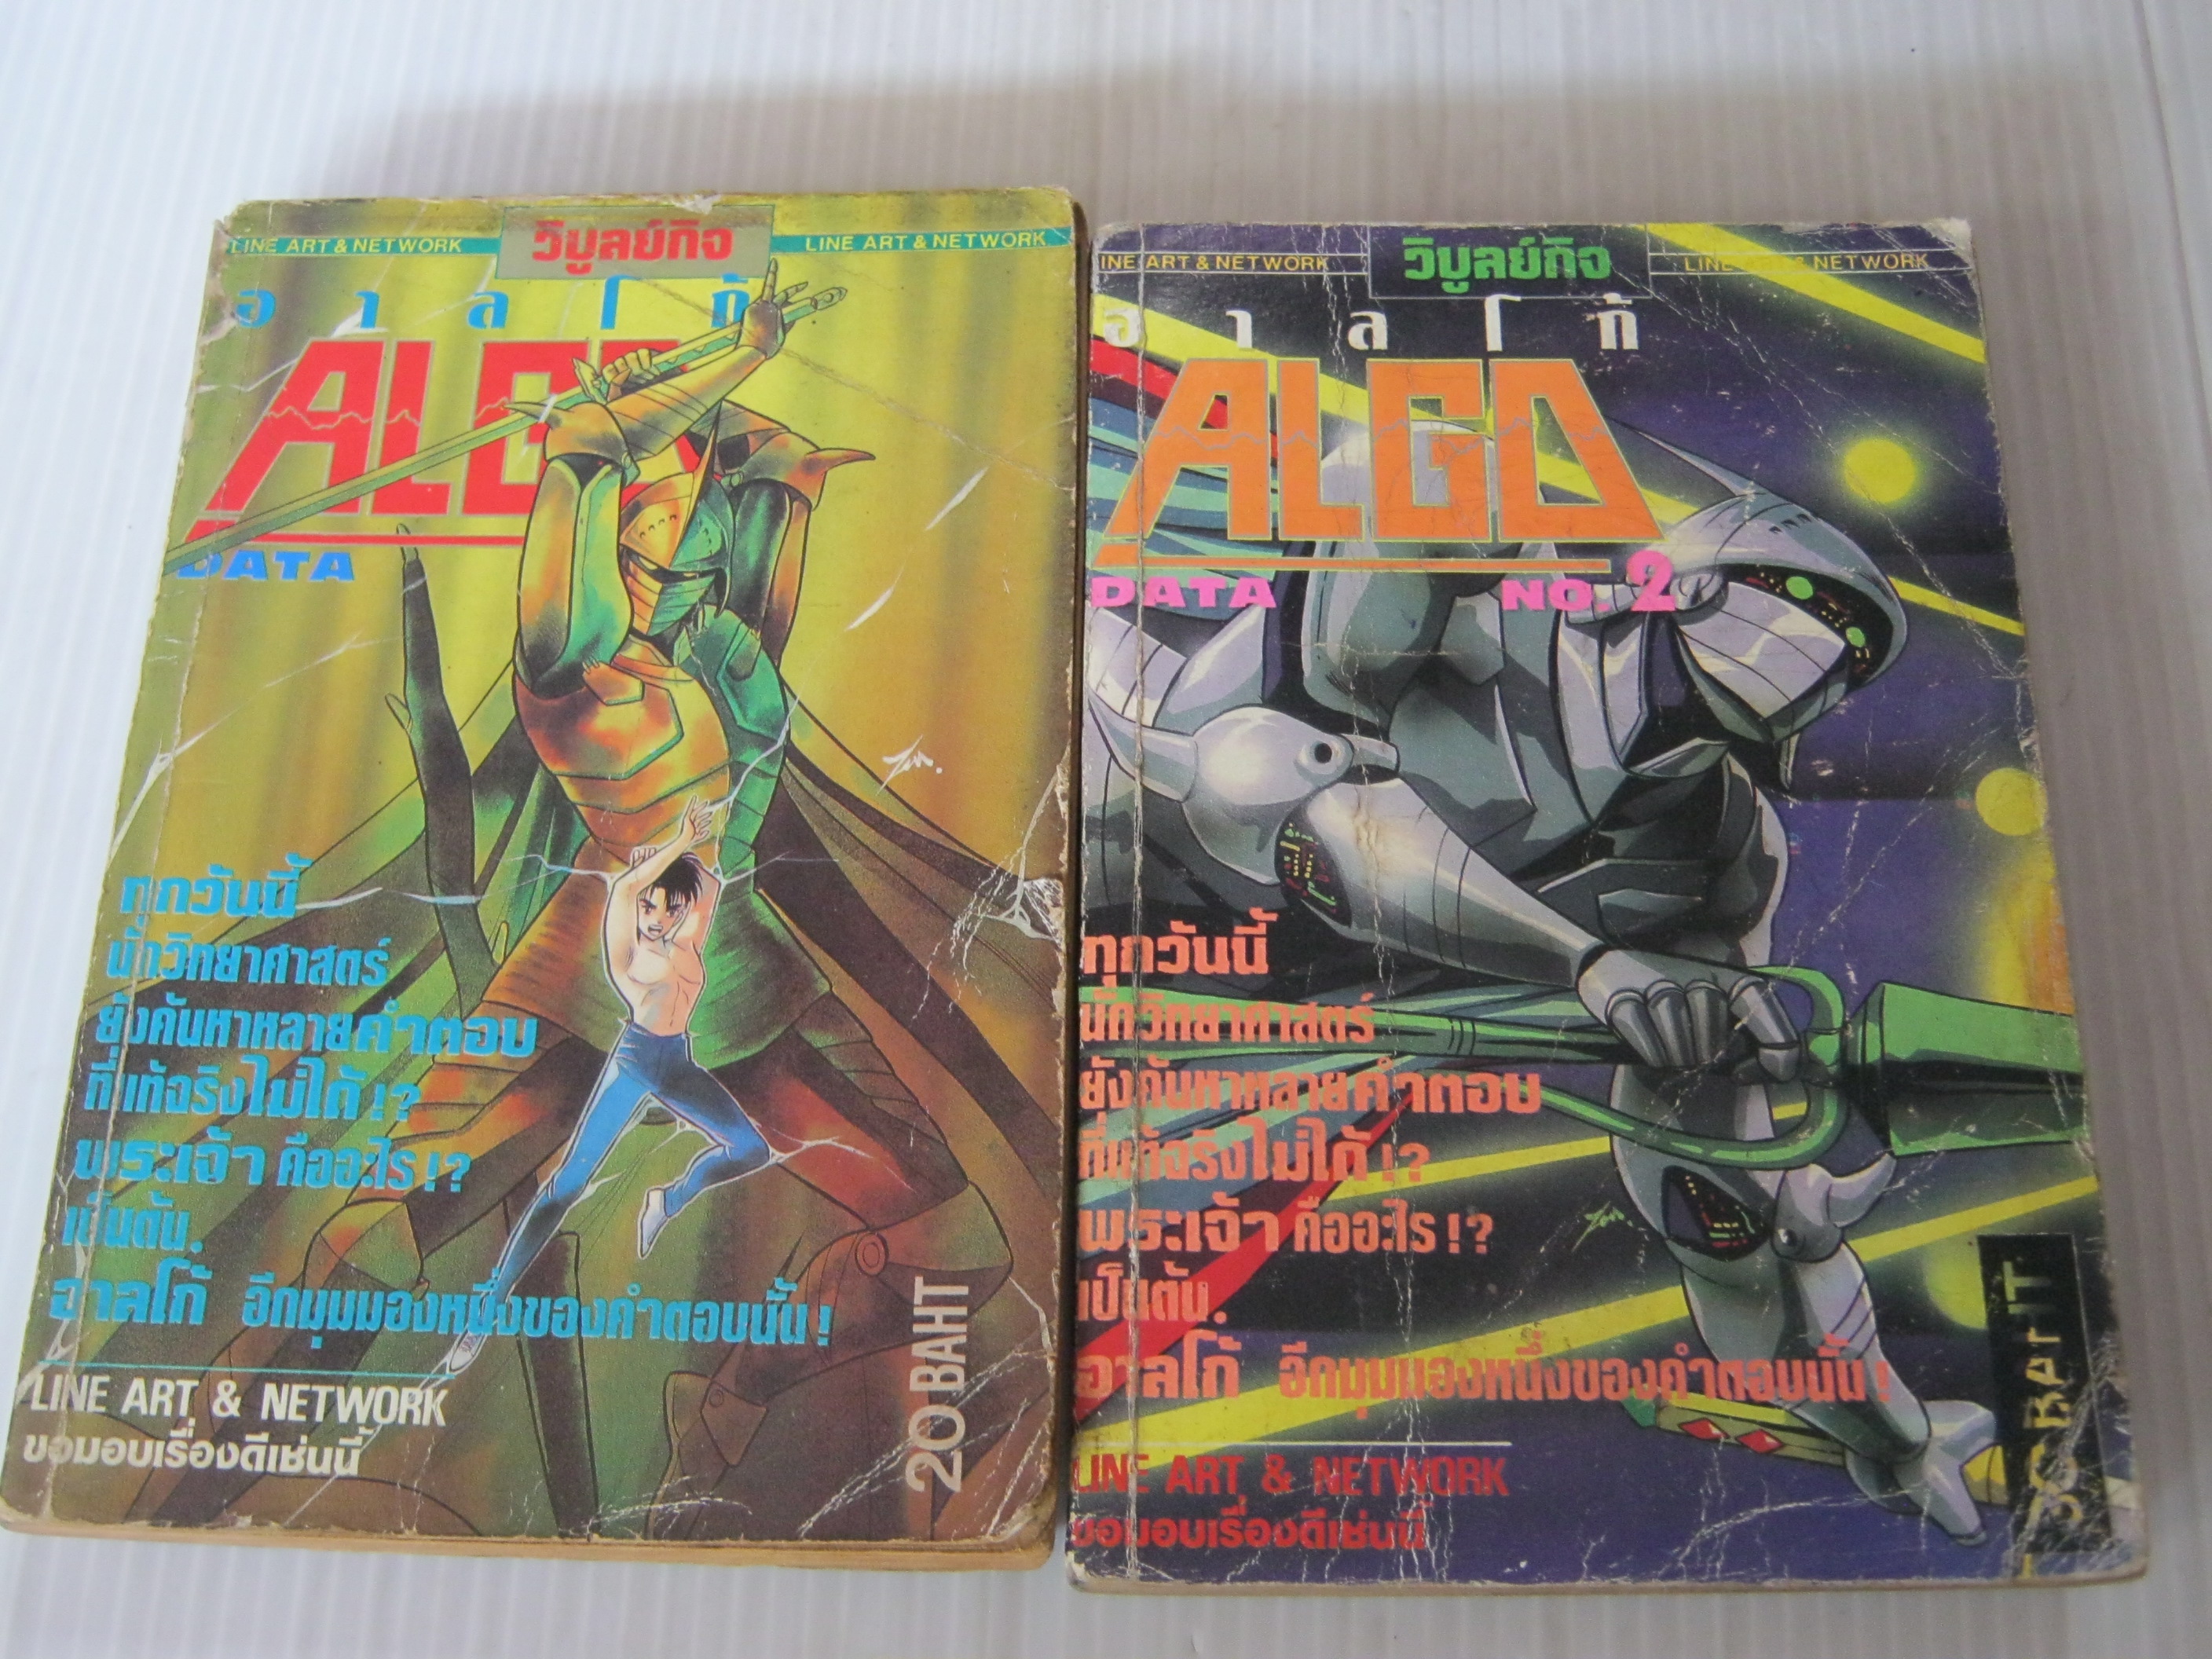 LINE ART & NETWORK
วิบูลย์กิจ
LINE ART & NETWORK
อาลโก้
ALGO
DATA
Zen.
ทุกวันนี้
นักวิทยาศาสตร์
ยังค้นหาหลายคำตอบ
ที่แท้จริงไม่ได้!?
พระเจ้า คืออะไร!?
เป็นต้น.
อาลโก้ อีกมุมมองหนึ่งของคำตอบนั้น!
LINE ART & NETWORK
ขอมอบเรื่องดีเช่นนี้
20 BAHT
INE ART & NETWORK
วิบูลย์กิจ
LINE ART & NETWORK
อาลโก้
ALGO
DATA NO. 2
ทุกวันนี้
นักวิทยาศาสตร์
ยังค้นหาหลายคำตอบ
ที่แท้จริงไม่ได้!?
พระเจ้า คืออะไร!?
Zen.
เป็นต้น.
อาลโก้ อีกมุมมองหนึ่งของคำตอบนั้น!
LINE ART & NETWORK
ขอมอบเรื่องดีเช่นนี้
BAHT